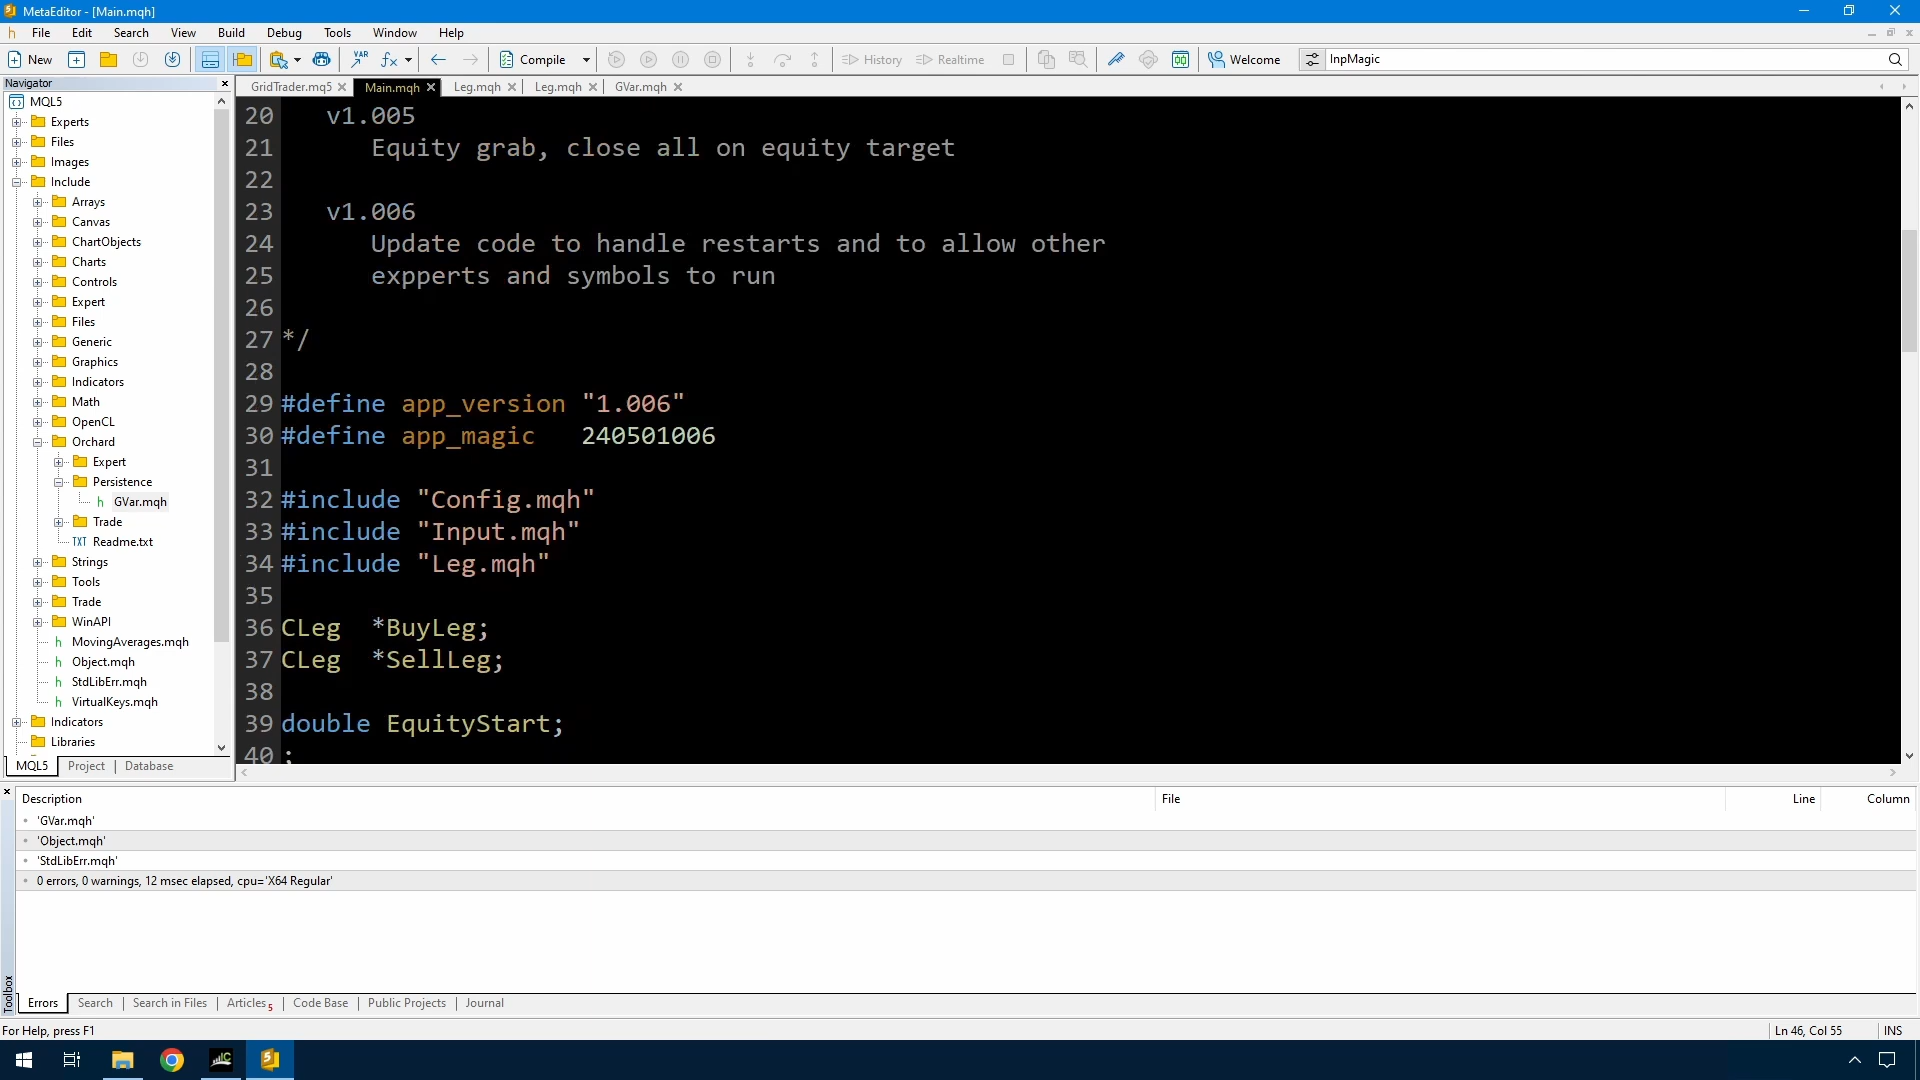 MetaEditor - [Main.mqh]
File Edit Search View Build Debug Tools Window Help
New VAR fx Compile History Realtime Welcome InpMagic
Navigator
GridTrader.mq5 Main.mqh Leg.mqh Leg.mqh GVar.mqh
MQL5
Experts
Files
Images
Include
Arrays
Canvas
ChartObjects
Charts
Controls
Expert
Files
Generic
Graphics
Indicators
Math
OpenCL
Orchard
Expert
Persistence
h GVar.mqh
Trade
TXT Readme.txt
Strings
Tools
Trade
WinAPI
h MovingAverages.mqh
h Object.mqh
h StdLibErr.mqh
h VirtualKeys.mqh
Indicators
Libraries
MQL5 Project Database
20 v1.005
21 Equity grab, close all on equity target
22
23 v1.006
24 Update code to handle restarts and to allow other
25 expperts and symbols to run
26
27 */
28
29 #define app_version "1.006"
30 #define app_magic 240501006
31
32 #include "Config.mqh"
33 #include "Input.mqh"
34 #include "Leg.mqh"
35
36 CLeg *BuyLeg;
37 CLeg *SellLeg;
38
39 double EquityStart;
40
Description File Line Column
'GVar.mqh'
'Object.mqh'
'StdLibErr.mqh'
0 errors, 0 warnings, 12 msec elapsed, cpu='X64 Regular'
Toolbox
Errors Search Search in Files Articles 5 Code Base Public Projects Journal
For Help, press F1 Ln 46, Col 55 INS